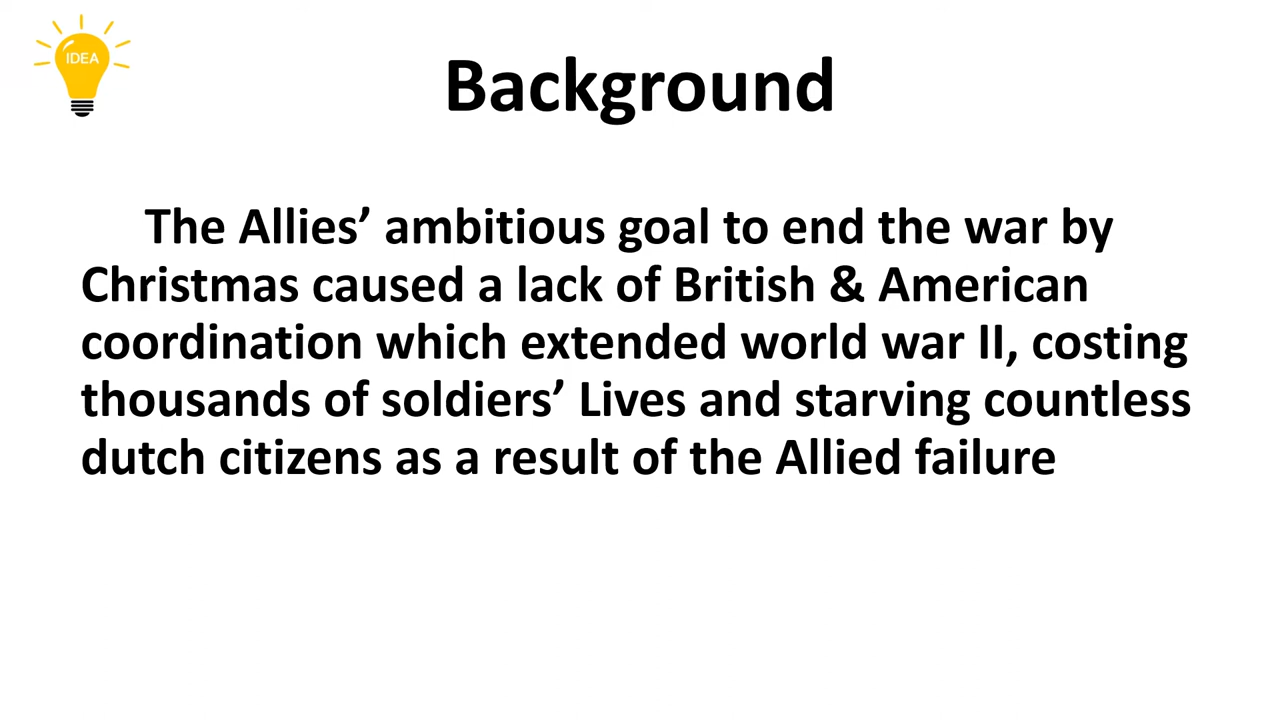 IDEA
Background
The Allies’ ambitious goal to end the war by
Christmas caused a lack of British & American
coordination which extended world war II, costing
thousands of soldiers’ Lives and starving countless
dutch citizens as a result of the Allied failure